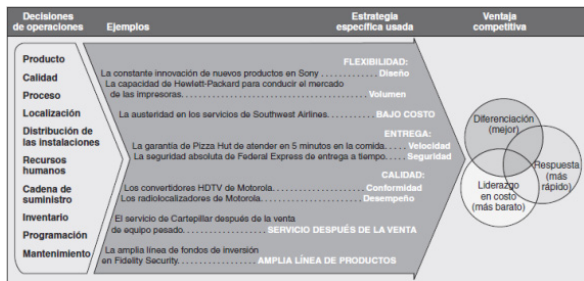 Decisiones
de operaciones
Ejemplos
Estrategia
específica usada
Ventaja
competitiva
Producto
Calidad
Proceso
Localización
Distribución de
las instalaciones
Recursos
humanos
Cadena de
suministro
Inventario
Programación
Mantenimiento
FLEXIBILIDAD:
La constante innovación de nuevos productos en Sony . . . . . . . . . . . . Diseño
La capacidad de Hewlett-Packard para conducir el mercado
de las impresoras. . . . . . . . . . . . . . . . . . . . . . . . . . . . . Volumen
La austeridad en los servicios de Southwest Airlines. . . . . . . . . . . . BAJO COSTO
ENTREGA:
La garantía de Pizza Hut de atender en 5 minutos en la comida. . . . . Velocidad
La seguridad absoluta de Federal Express de entrega a tiempo. . . . . Seguridad
CALIDAD:
Los convertidores HDTV de Motorola. . . . . . . . . . . . . . . . . . Conformidad
Los radiolocalizadores de Motorola. . . . . . . . . . . . . . . . . . . Desempeño
El servicio de Cartepillar después de la venta
de equipo pesado. . . . . . . . . . . . . . . SERVICIO DESPUÉS DE LA VENTA
La amplia línea de fondos de inversión
en Fidelity Security. . . . . . . . . . . . . . . AMPLIA LÍNEA DE PRODUCTOS
Diferenciación
(mejor)
Respuesta
(más
rápido)
Liderazgo
en costo
(más barato)